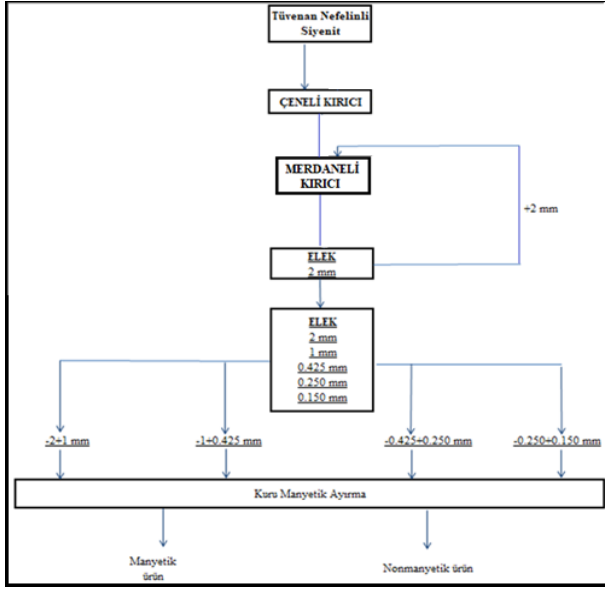 Tüvenan Nefelinli
Siyenit
ÇENELİ KIRICI
MERDANELİ
KIRICI
+2 mm
ELEK
2 mm
ELEK
2 mm
1 mm
0.425 mm
0.250 mm
0.150 mm
-2+1 mm
-1+0.425 mm
-0.425+0.250 mm
-0.250+0.150 mm
Kuru Manyetik Ayırma
Manyetik
ürün
Nonmanyetik ürün